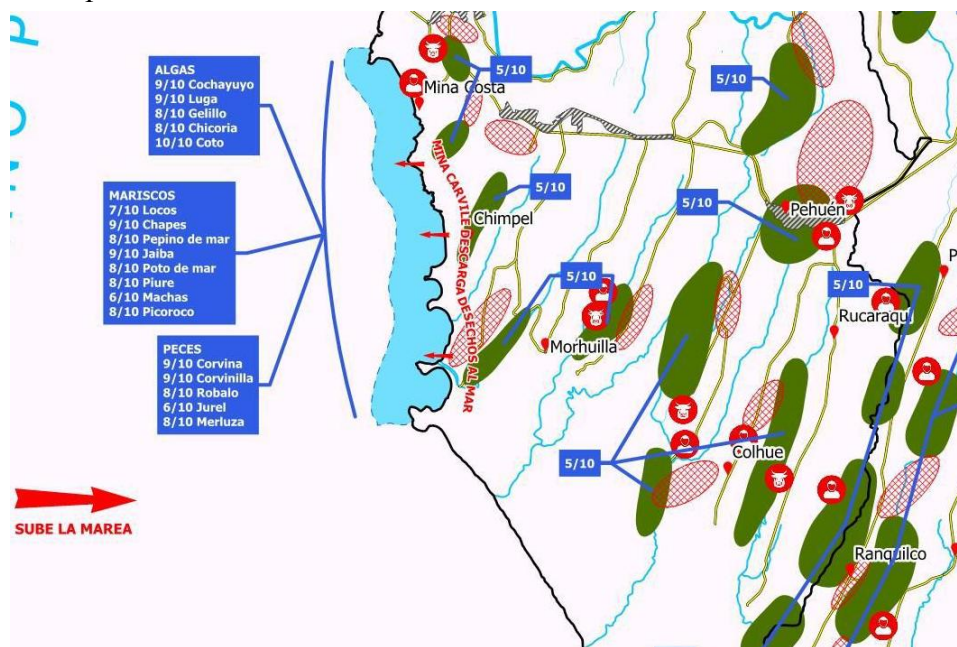 NO P
ALGAS
9/10 Cochayuyo
9/10 Luga
8/10 Gelillo
8/10 Chicoria
10/10 Coto
MARISCOS
7/10 Locos
9/10 Chapes
8/10 Pepino de mar
9/10 Jaiba
8/10 Poto de mar
8/10 Piure
6/10 Machas
8/10 Picoroco
PECES
9/10 Corvina
9/10 Corvinilla
8/10 Robalo
6/10 Jurel
8/10 Merluza
SUBE LA MAREA
MINA CARVILE DESCARGA DESECHOS AL MAR
5/10
Mina Costa
5/10
5/10
Chimpel
5/10
Pehuén
5/10
Morhuilla
5/10
Rucaraqui
5/10
Colhue
Ranquilco
P